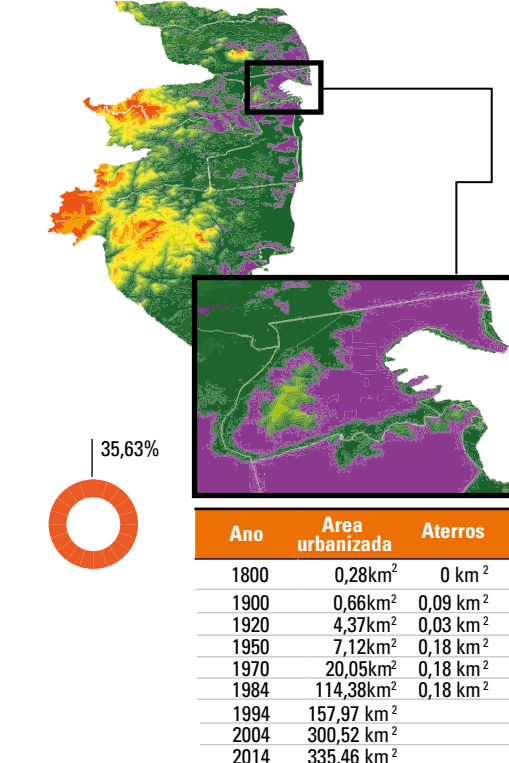 35,63%
Ano Area urbanizada Aterros
1800 0,28km² 0 km²
1900 0,66km² 0,09 km²
1920 4,37km² 0,03 km²
1950 7,12km² 0,18 km²
1970 20,05km² 0,18 km²
1984 114,38km² 0,18 km²
1994 157,97 km²
2004 300,52 km²
2014 335,46 km²